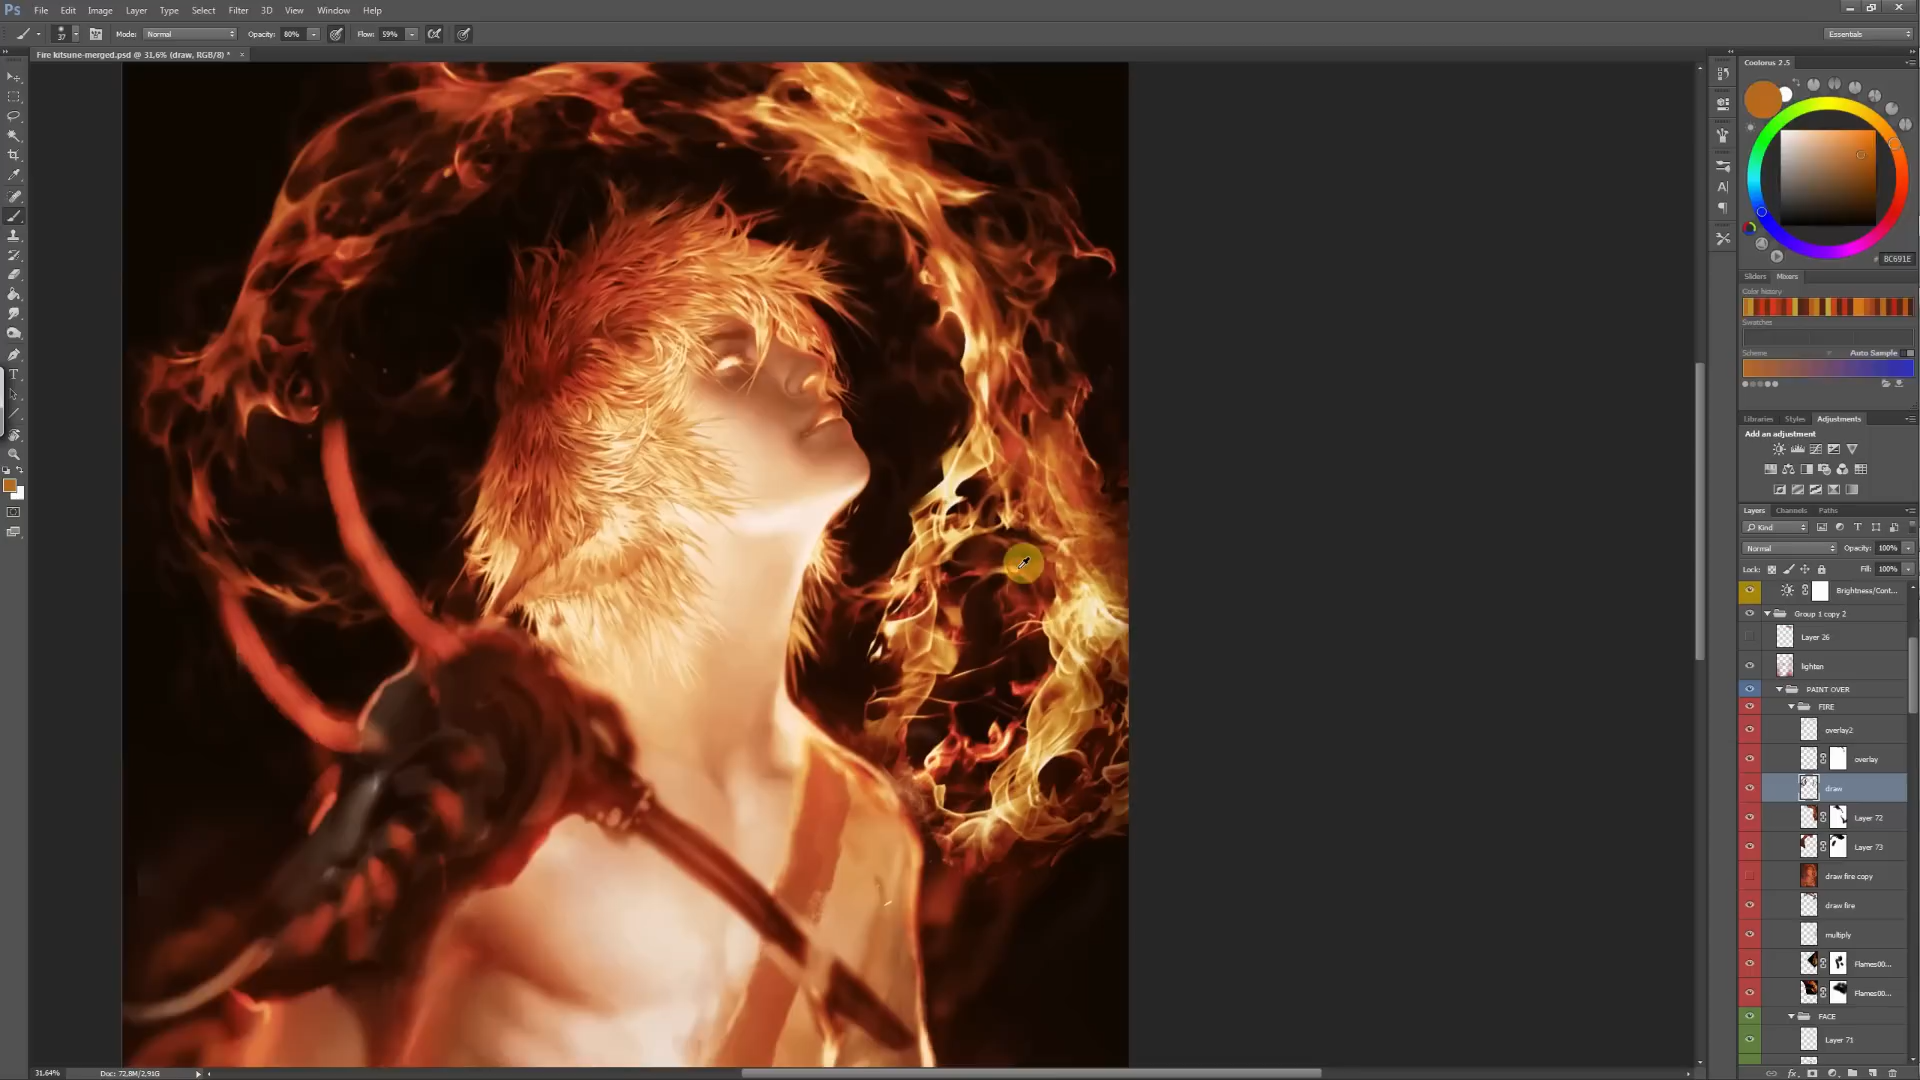 Ps File Edit Image Layer Type Select Filter 3D View Window Help
37 Mode: Normal Opacity: 80% Flow: 59% Essentials
Fire kitsune-merged.psd @ 31,6% (draw, RGB/8) * ×
Coolorus 2.5
BC691E
Sliders Mixers
Color history
Swatches
Scheme Auto Sample
Libraries Styles Adjustments
Add an adjustment
Layers Channels Paths
Kind
Normal Opacity: 100%
Lock: Fill: 100%
Brightness/Cont...
Group 1 copy 2
Layer 26
lighten
PAINT OVER
FIRE
overlay2
overlay
draw
Layer 72
Layer 73
draw fire copy
draw fire
multiply
Flames00...
Flames00...
FACE
Layer 71
31.64% Doc: 72,8M/2,91G